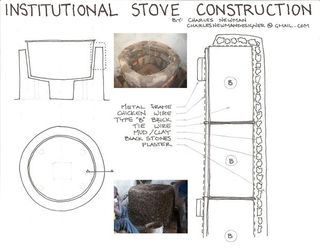 INSTITUTIONAL STOVE CONSTRUCTION
BY: CHARLES NEWMAN
CHARLESNEWMANDESIGNER@GMAIL.COM
METAL FRAME
CHICKEN WIRE
TYPE "B" BRICK
TIE WIRE
MUD/CLAY
BLACK STONES
PLASTER
B
B
B